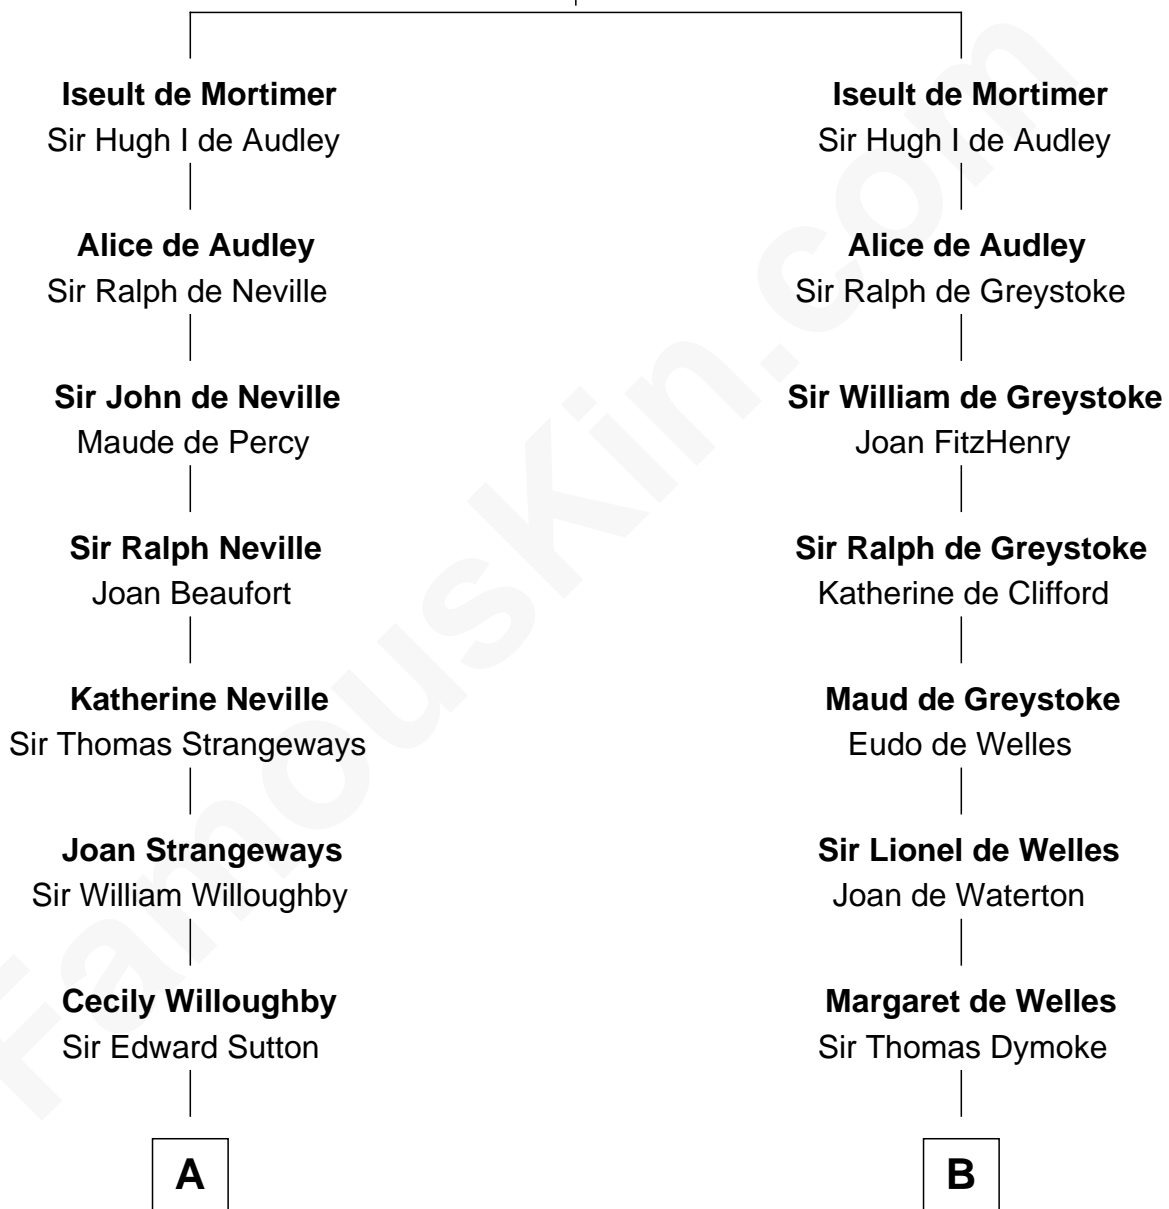 Iseult de Mortimer
Sir Hugh I de Audley
Alice de Audley
Sir Ralph de Neville
Sir John de Neville
Maude de Percy
Sir Ralph Neville
Joan Beaufort
Katherine Neville
Sir Thomas Strangeways
Joan Strangeways
Sir William Willoughby
Cecily Willoughby
Sir Edward Sutton
A
Iseult de Mortimer
Sir Hugh I de Audley
Alice de Audley
Sir Ralph de Greystoke
Sir William de Greystoke
Joan FitzHenry
Sir Ralph de Greystoke
Katherine de Clifford
Maud de Greystoke
Eudo de Welles
Sir Lionel de Welles
Joan de Waterton
Margaret de Welles
Sir Thomas Dymoke
B
FamousKin.com